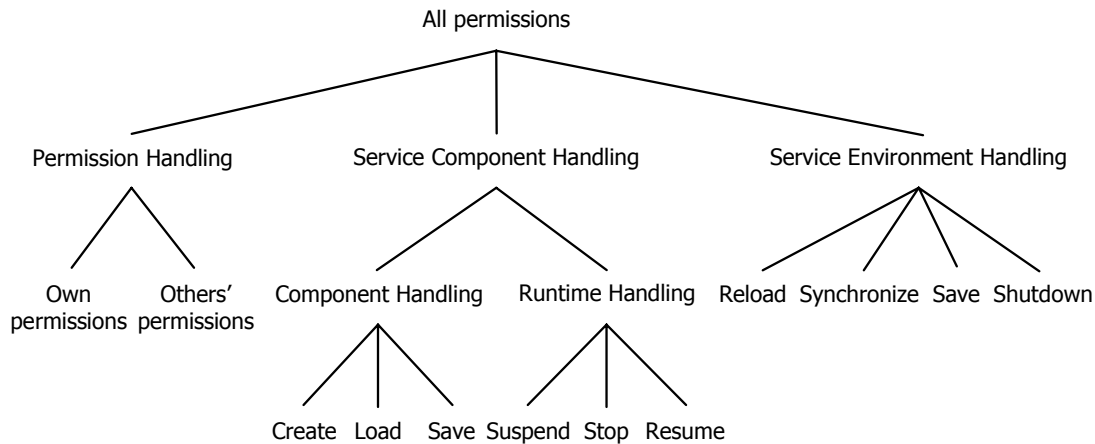 All permissions
Permission Handling
Service Component Handling
Service Environment Handling
Own
permissions
Others’
permissions
Component Handling
Runtime Handling
Reload
Synchronize
Save
Shutdown
Create
Load
Save
Suspend
Stop
Resume